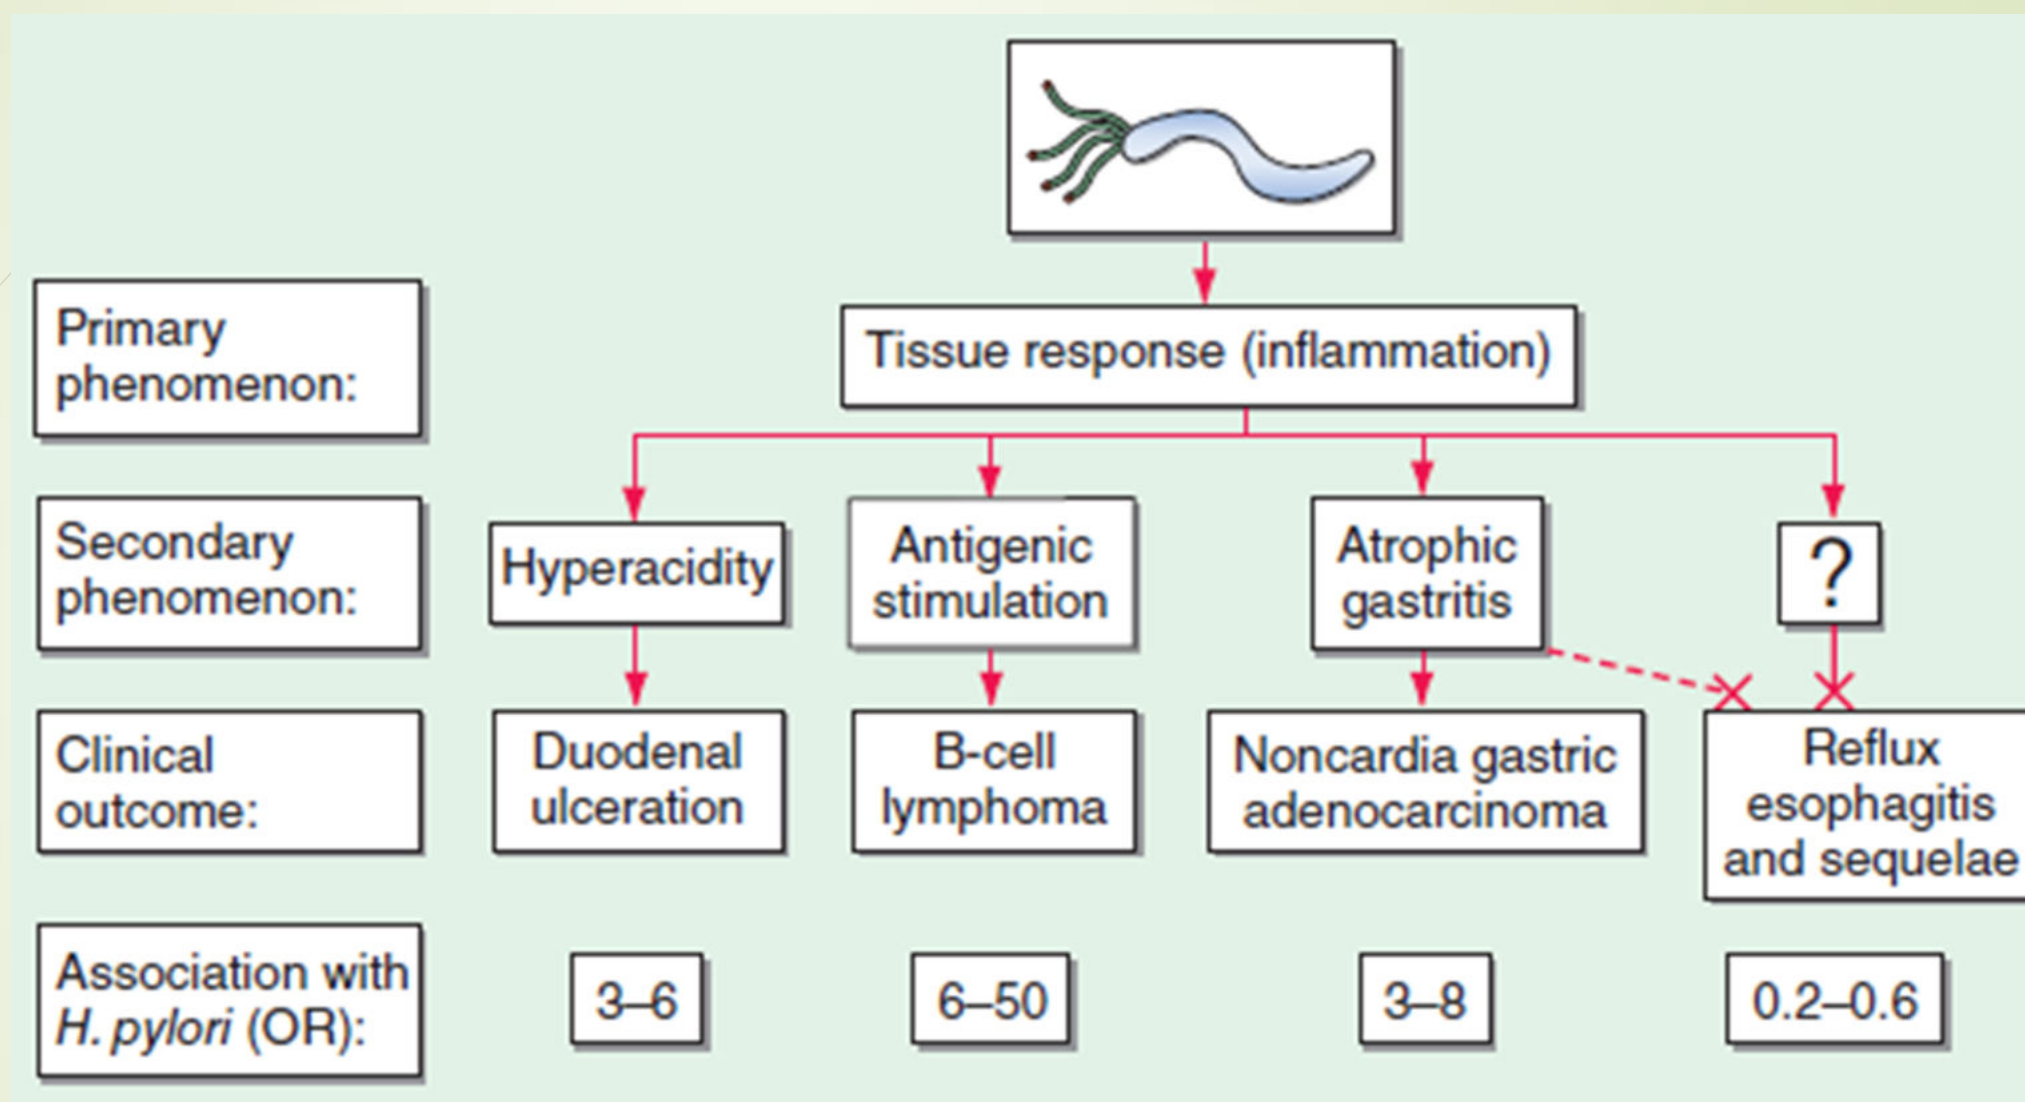 Primary
phenomenon:
Tissue response (inflammation)
Secondary
phenomenon:
Hyperacidity
Antigenic
stimulation
Atrophic
gastritis
?
Clinical
outcome:
Duodenal
ulceration
B-cell
lymphoma
Noncardia gastric
adenocarcinoma
Reflux
esophagitis
and sequelae
Association with
H. pylori (OR):
3–6
6–50
3–8
0.2–0.6